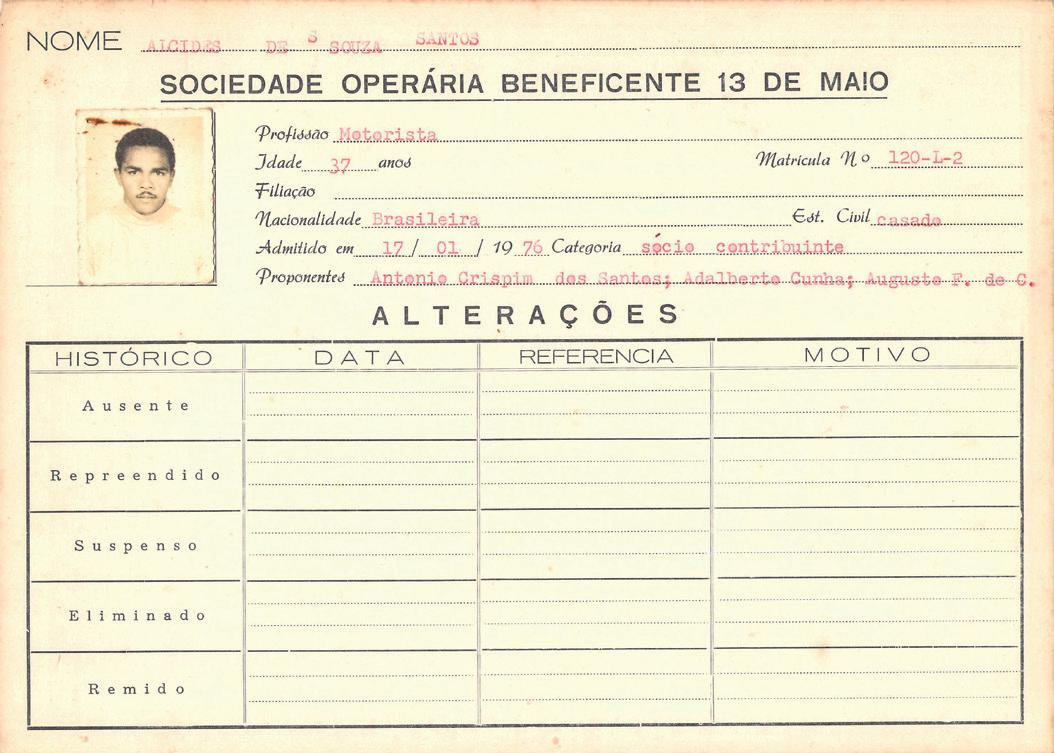 NOME ALCIDES DE S SOUZA SANTOS
SOCIEDADE OPERÁRIA BENEFICENTE 13 DE MAIO
Profissão Motorista
Idade 37 anos Matrícula Nº 120-L-2
Filiação
Nacionalidade Brasileira Est. Civil casado
Admitido em 17/ 01 / 19 76 Categoria sócio contribuinte
Proponentes Antonio Crispim dos Santos; Adalberto Cunha; Augusto F. de C.
ALTERAÇÕES
HISTÓRICO DATA REFERENCIA MOTIVO
Ausente
Repreendido
Suspenso
Eliminado
Remido